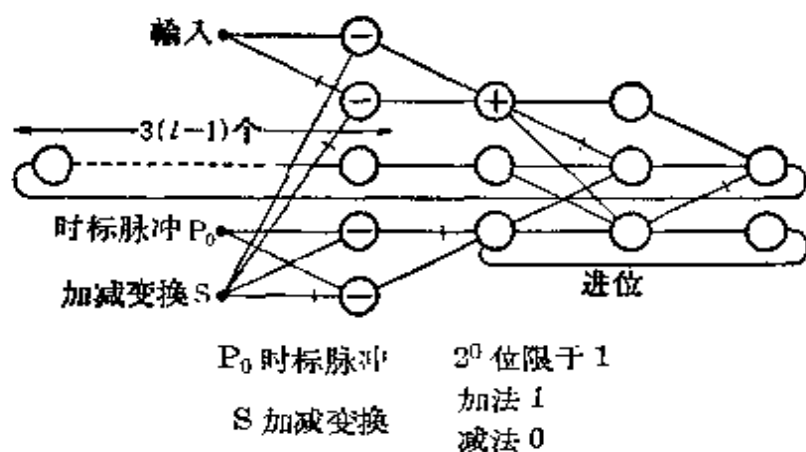 輸入
3(l-1)个
时标脉冲 P₀
加减变换 S
进位
P₀ 时标脉冲 2⁰ 位限于 1
S 加减变换 加法 1
减法 0